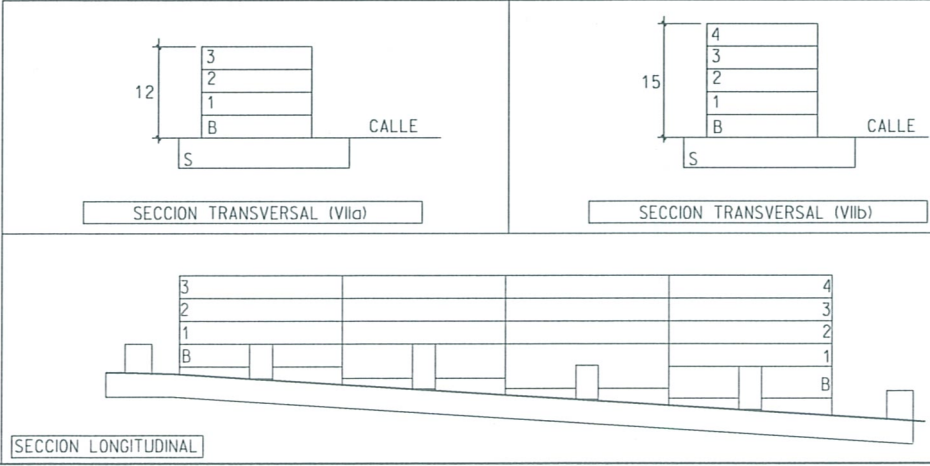 3
2
12
1
B
CALLE
S
SECCION TRANSVERSAL (VIIa)
4
3
15
2
1
B
CALLE
S
SECCION TRANSVERSAL (VIIb)
3
4
2
3
1
2
B
1
B
SECCION LONGITUDINAL